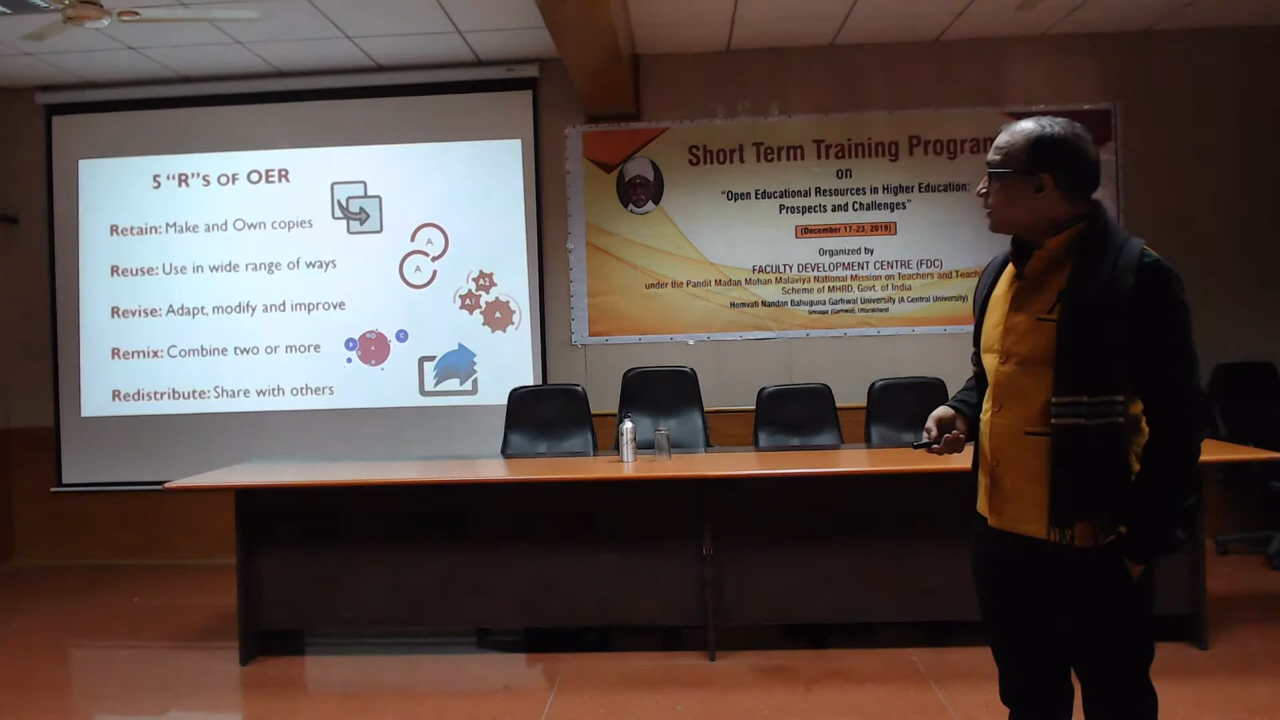 5 “R”s OF OER
Retain: Make and Own copies
Reuse: Use in wide range of ways
Revise: Adapt, modify and improve
Remix: Combine two or more
Redistribute: Share with others
A
A
A2
A1
A
Short Term Training Program
on
“Open Educational Resources in Higher Education:
Prospects and Challenges”
(December 17-23, 2019)
Organized by
FACULTY DEVELOPMENT CENTRE (FDC)
under the Pandit Madan Mohan Malaviya National Mission on Teachers and
Scheme of MHRD, Govt. of India
Hemvati Nandan Bahuguna Garhwal University (A Central University)
Srinagar (Garhwal), Uttarakhand